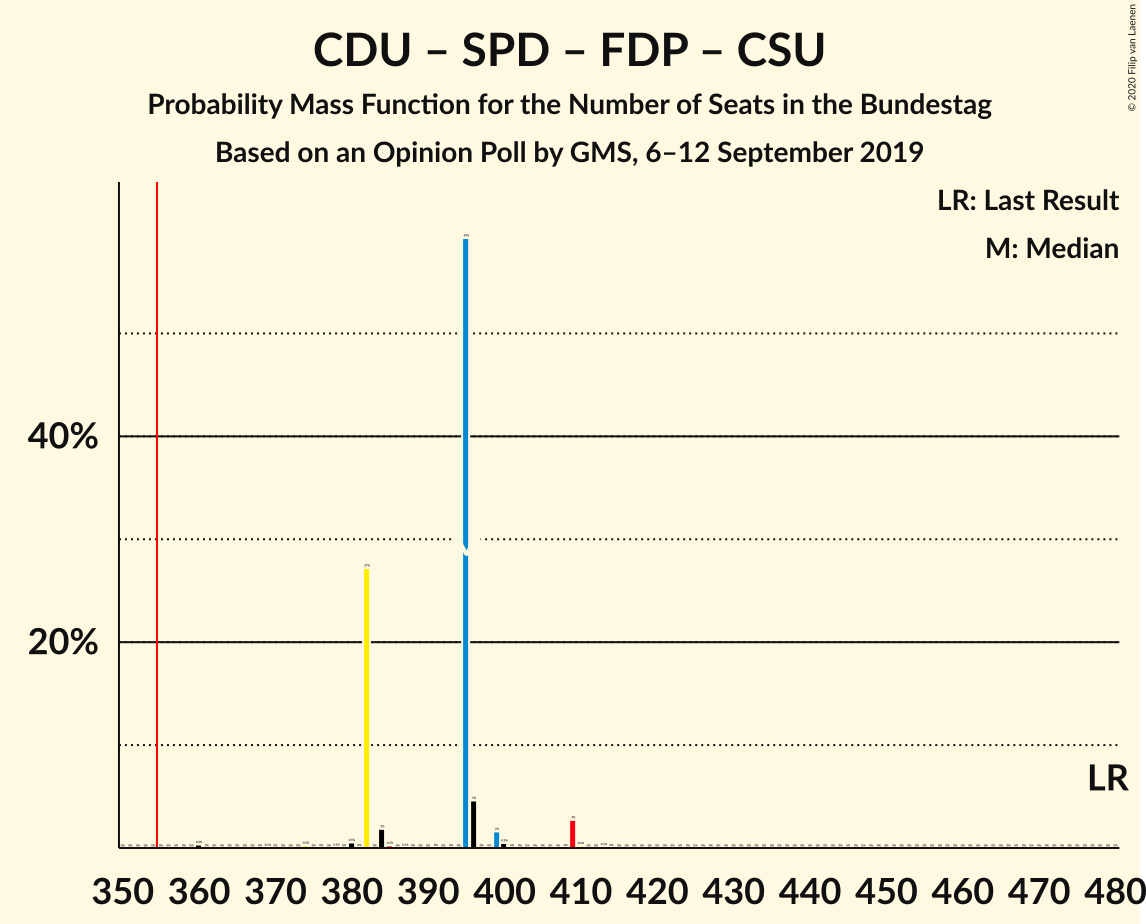 CDU – SPD – FDP – CSU
Probability Mass Function for the Number of Seats in the Bundestag
Based on an Opinion Poll by GMS, 6–12 September 2019
© 2020 Filip van Laenen
LR: Last Result
M: Median
40%
20%
LR
350 360 370 380 390 400 410 420 430 440 450 460 470 480